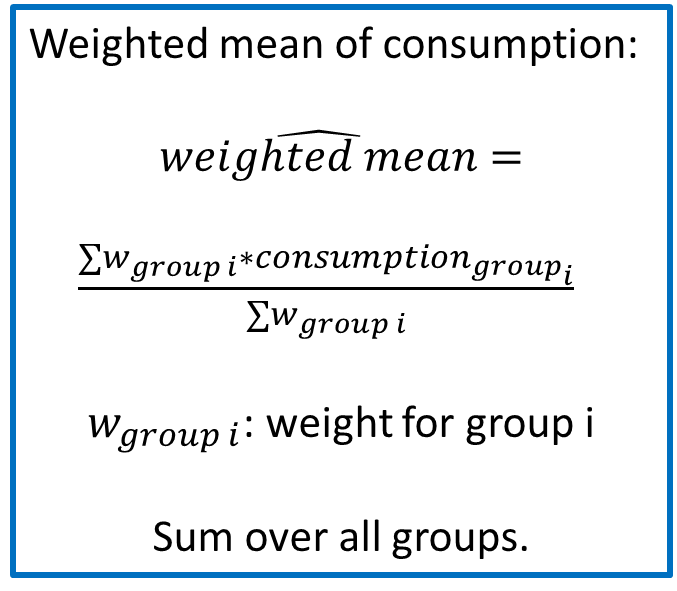 Weighted mean of consumption:
weighted mean =
∑w_group i*consumption_group_i
∑w_group i
w_group i: weight for group i
Sum over all groups.